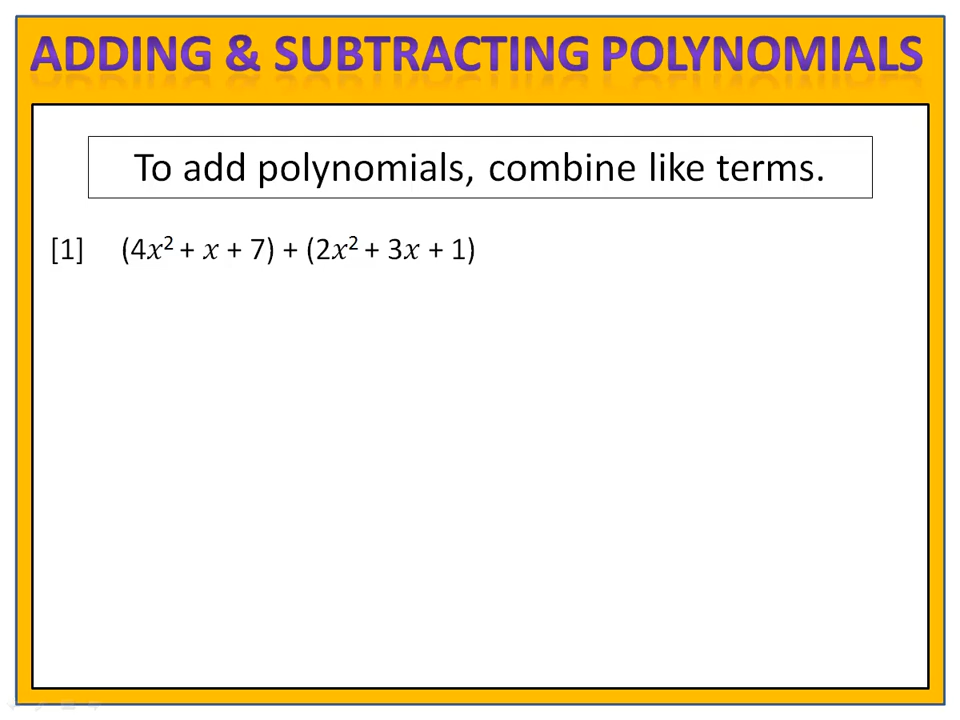 ADDING & SUBTRACTING POLYNOMIALS
To add polynomials, combine like terms.
[1] (4x² + x + 7) + (2x² + 3x + 1)